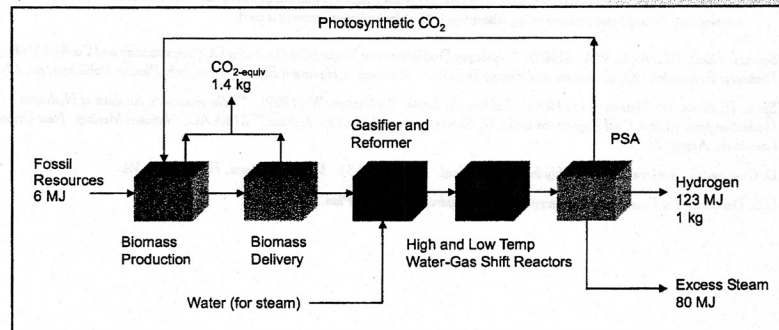 Photosynthetic CO2
CO2-equiv
1.4 kg
PSA
Gasifier and
Reformer
Fossil
Resources
6 MJ
Hydrogen
123 MJ
1 kg
Biomass
Production
Biomass
Delivery
High and Low Temp
Water-Gas Shift Reactors
Water (for steam)
Excess Steam
80 MJ